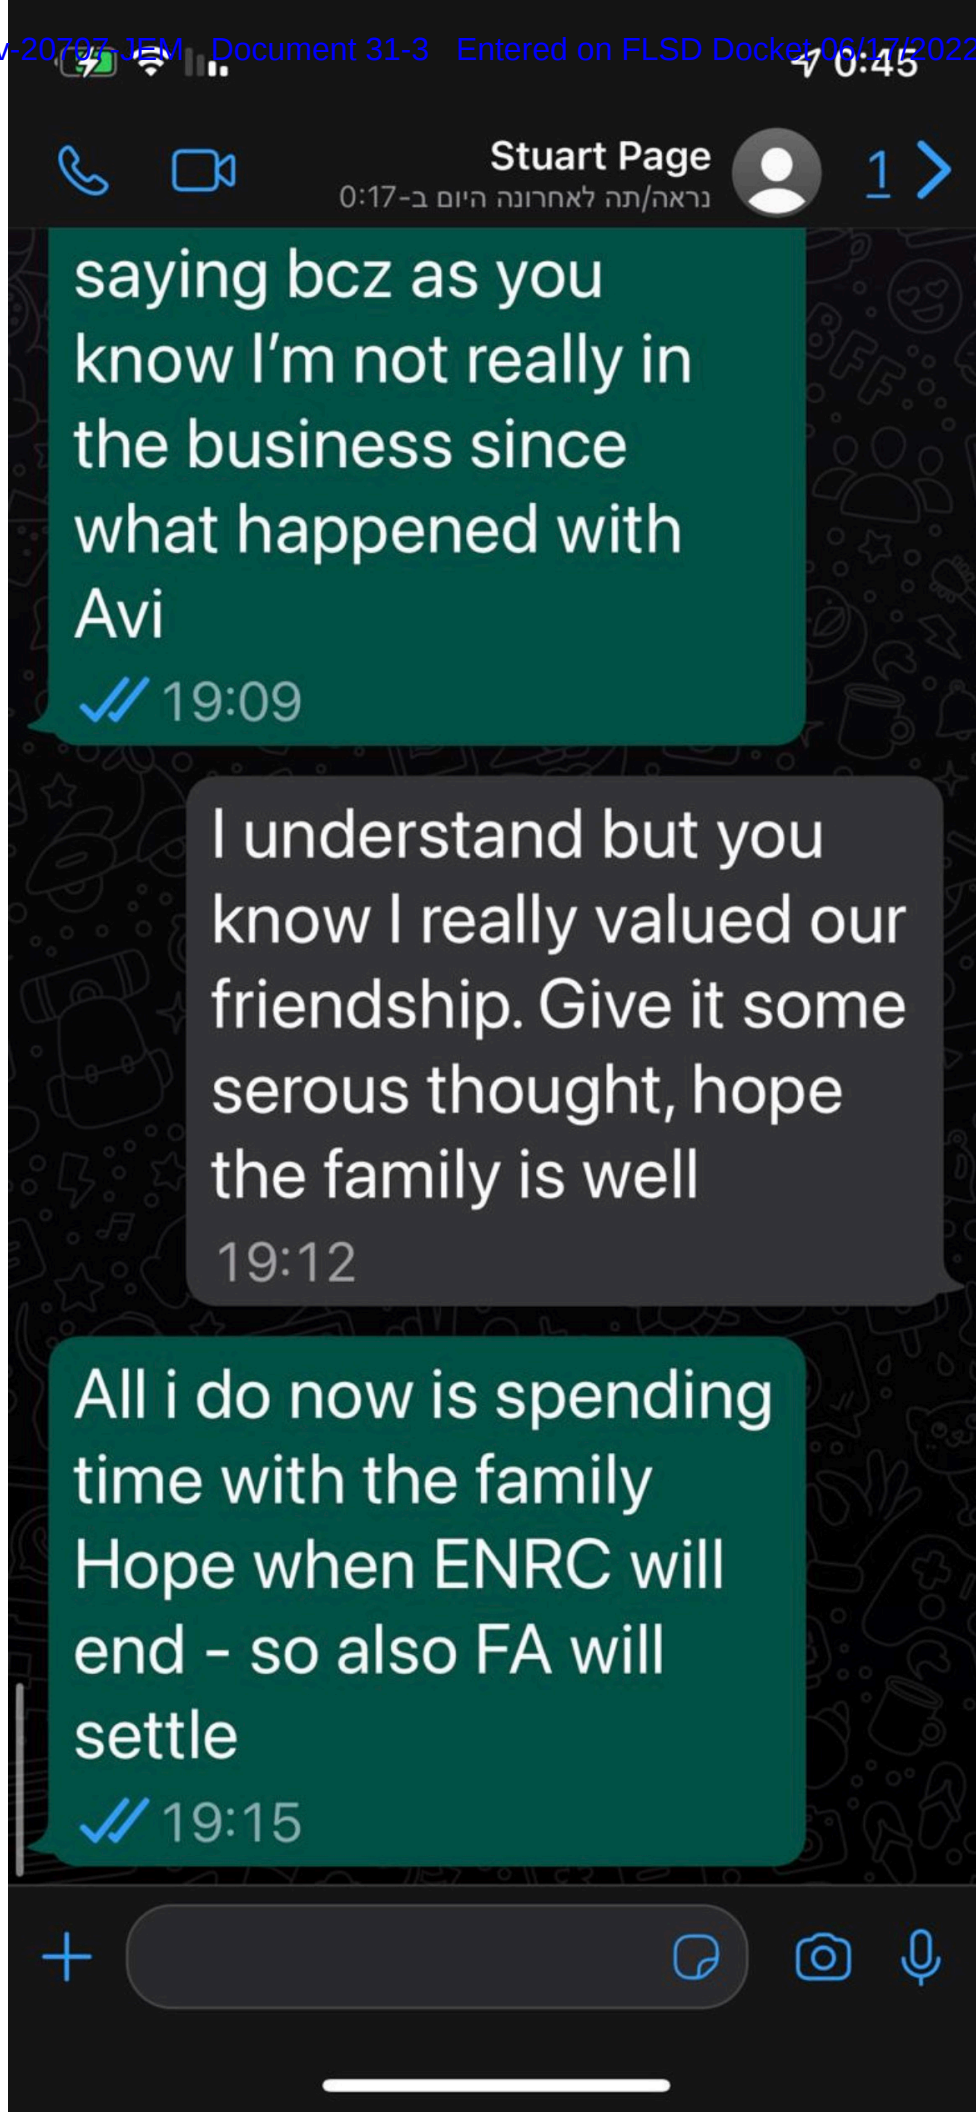 v-20707-JEM Document 31-3 Entered on FLSD Docket 06/17/2022
0:45
Stuart Page
נראה/תה לאחרונה היום ב-0:17
1
saying bcz as you
know I’m not really in
the business since
what happened with
Avi
19:09
I understand but you
know I really valued our
friendship. Give it some
serous thought, hope
the family is well
19:12
All i do now is spending
time with the family
Hope when ENRC will
end - so also FA will
settle
19:15